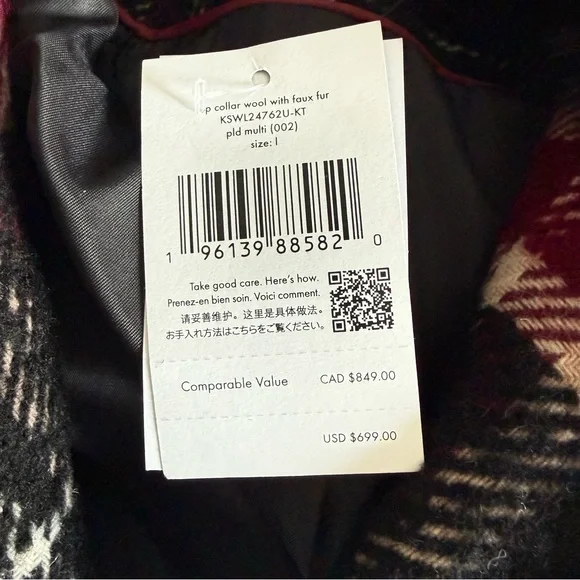 p collar wool with faux fur
KSWL24762U-KT
pld multi (002)
size: l
1 96139 88582 0
Take good care. Here's how.
Prenez-en bien soin. Voici comment.
请妥善维护。这里是具体做法。
お手入れ方法はこちらをご覧ください。
Comparable Value CAD $849.00
USD $699.00